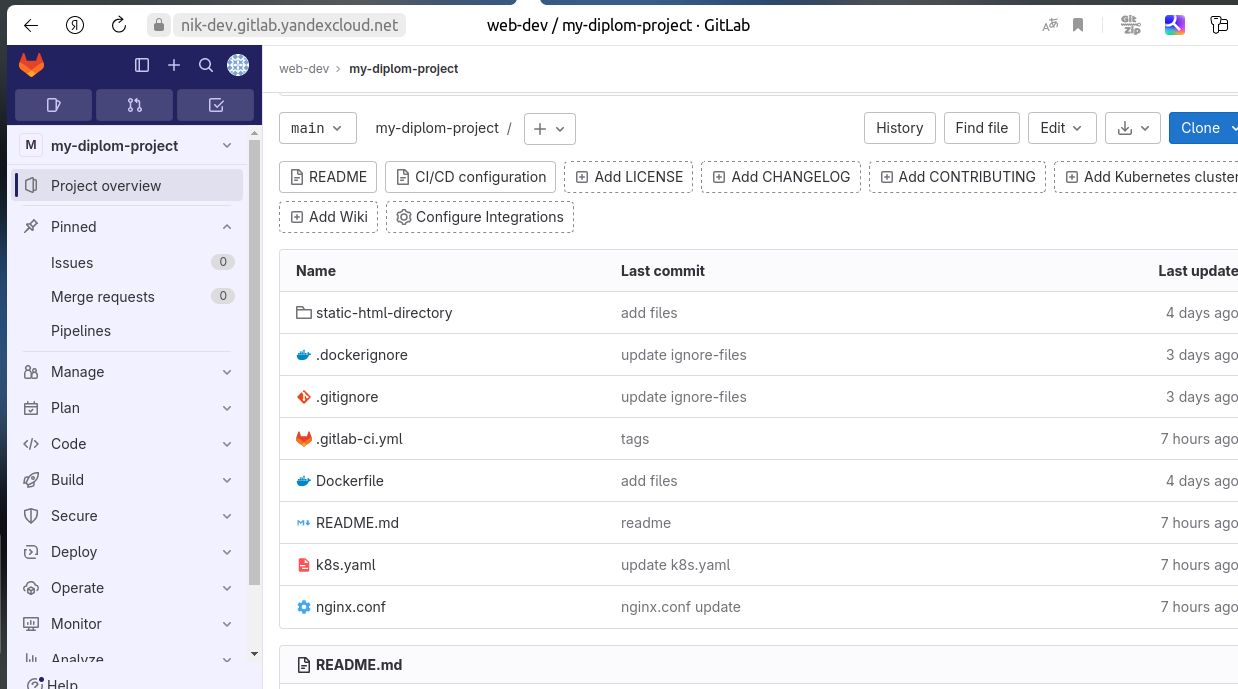 nik-dev.gitlab.yandexcloud.net web-dev / my-diplom-project · GitLab
web-dev › my-diplom-project
M my-diplom-project
Project overview
Pinned
Issues 0
Merge requests 0
Pipelines
Manage
Plan
Code
Build
Secure
Deploy
Operate
Monitor
Analyze
Help
main my-diplom-project / + History Find file Edit Clone
README CI/CD configuration Add LICENSE Add CHANGELOG Add CONTRIBUTING Add Kubernetes cluster
Add Wiki Configure Integrations
Name Last commit Last update
static-html-directory add files 4 days ago
.dockerignore update ignore-files 3 days ago
.gitignore update ignore-files 3 days ago
.gitlab-ci.yml tags 7 hours ago
Dockerfile add files 4 days ago
README.md readme 7 hours ago
k8s.yaml update k8s.yaml 7 hours ago
nginx.conf nginx.conf update 7 hours ago
README.md